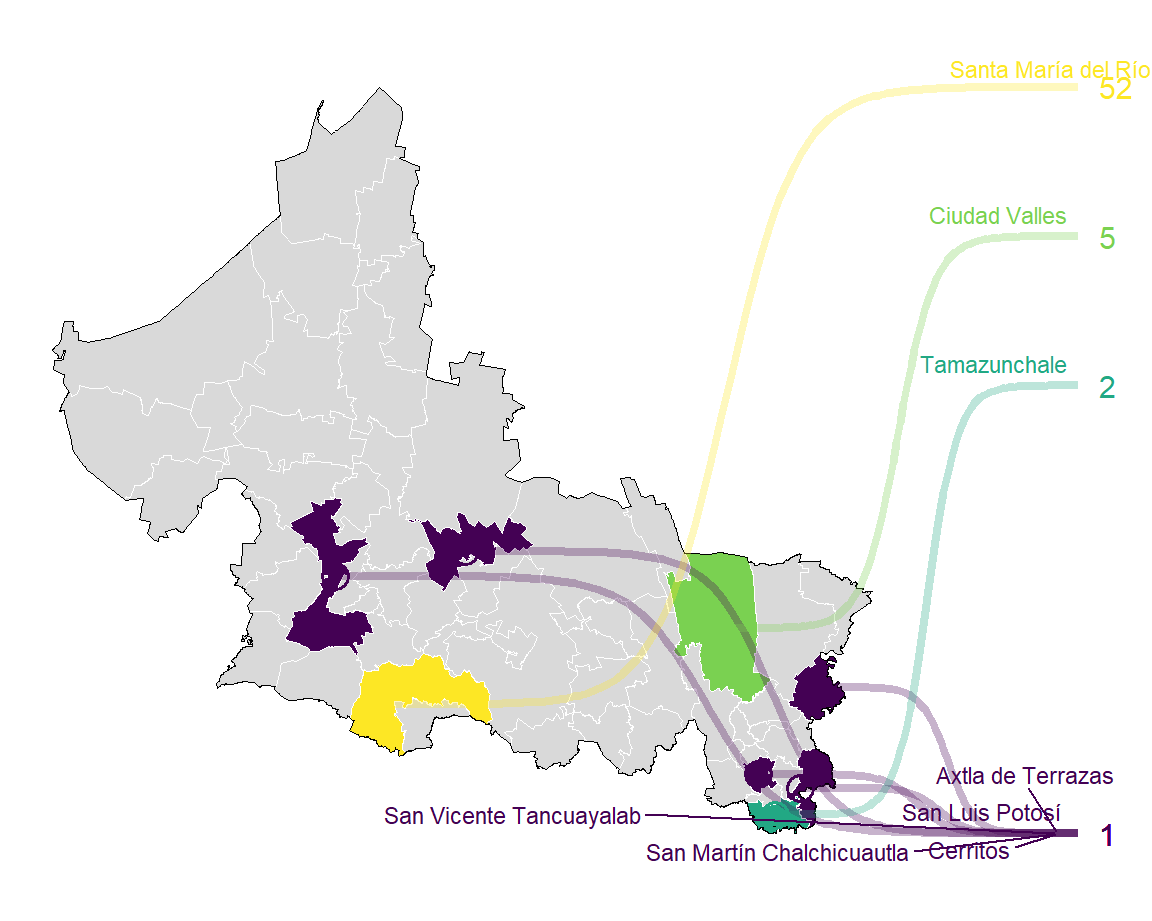 Santa María del Río
52
Ciudad Valles
5
Tamazunchale
2
Axtla de Terrazas
San Vicente Tancuayalab
San Luis Potosí
1
San Martín Chalchicuautla
Cerritos